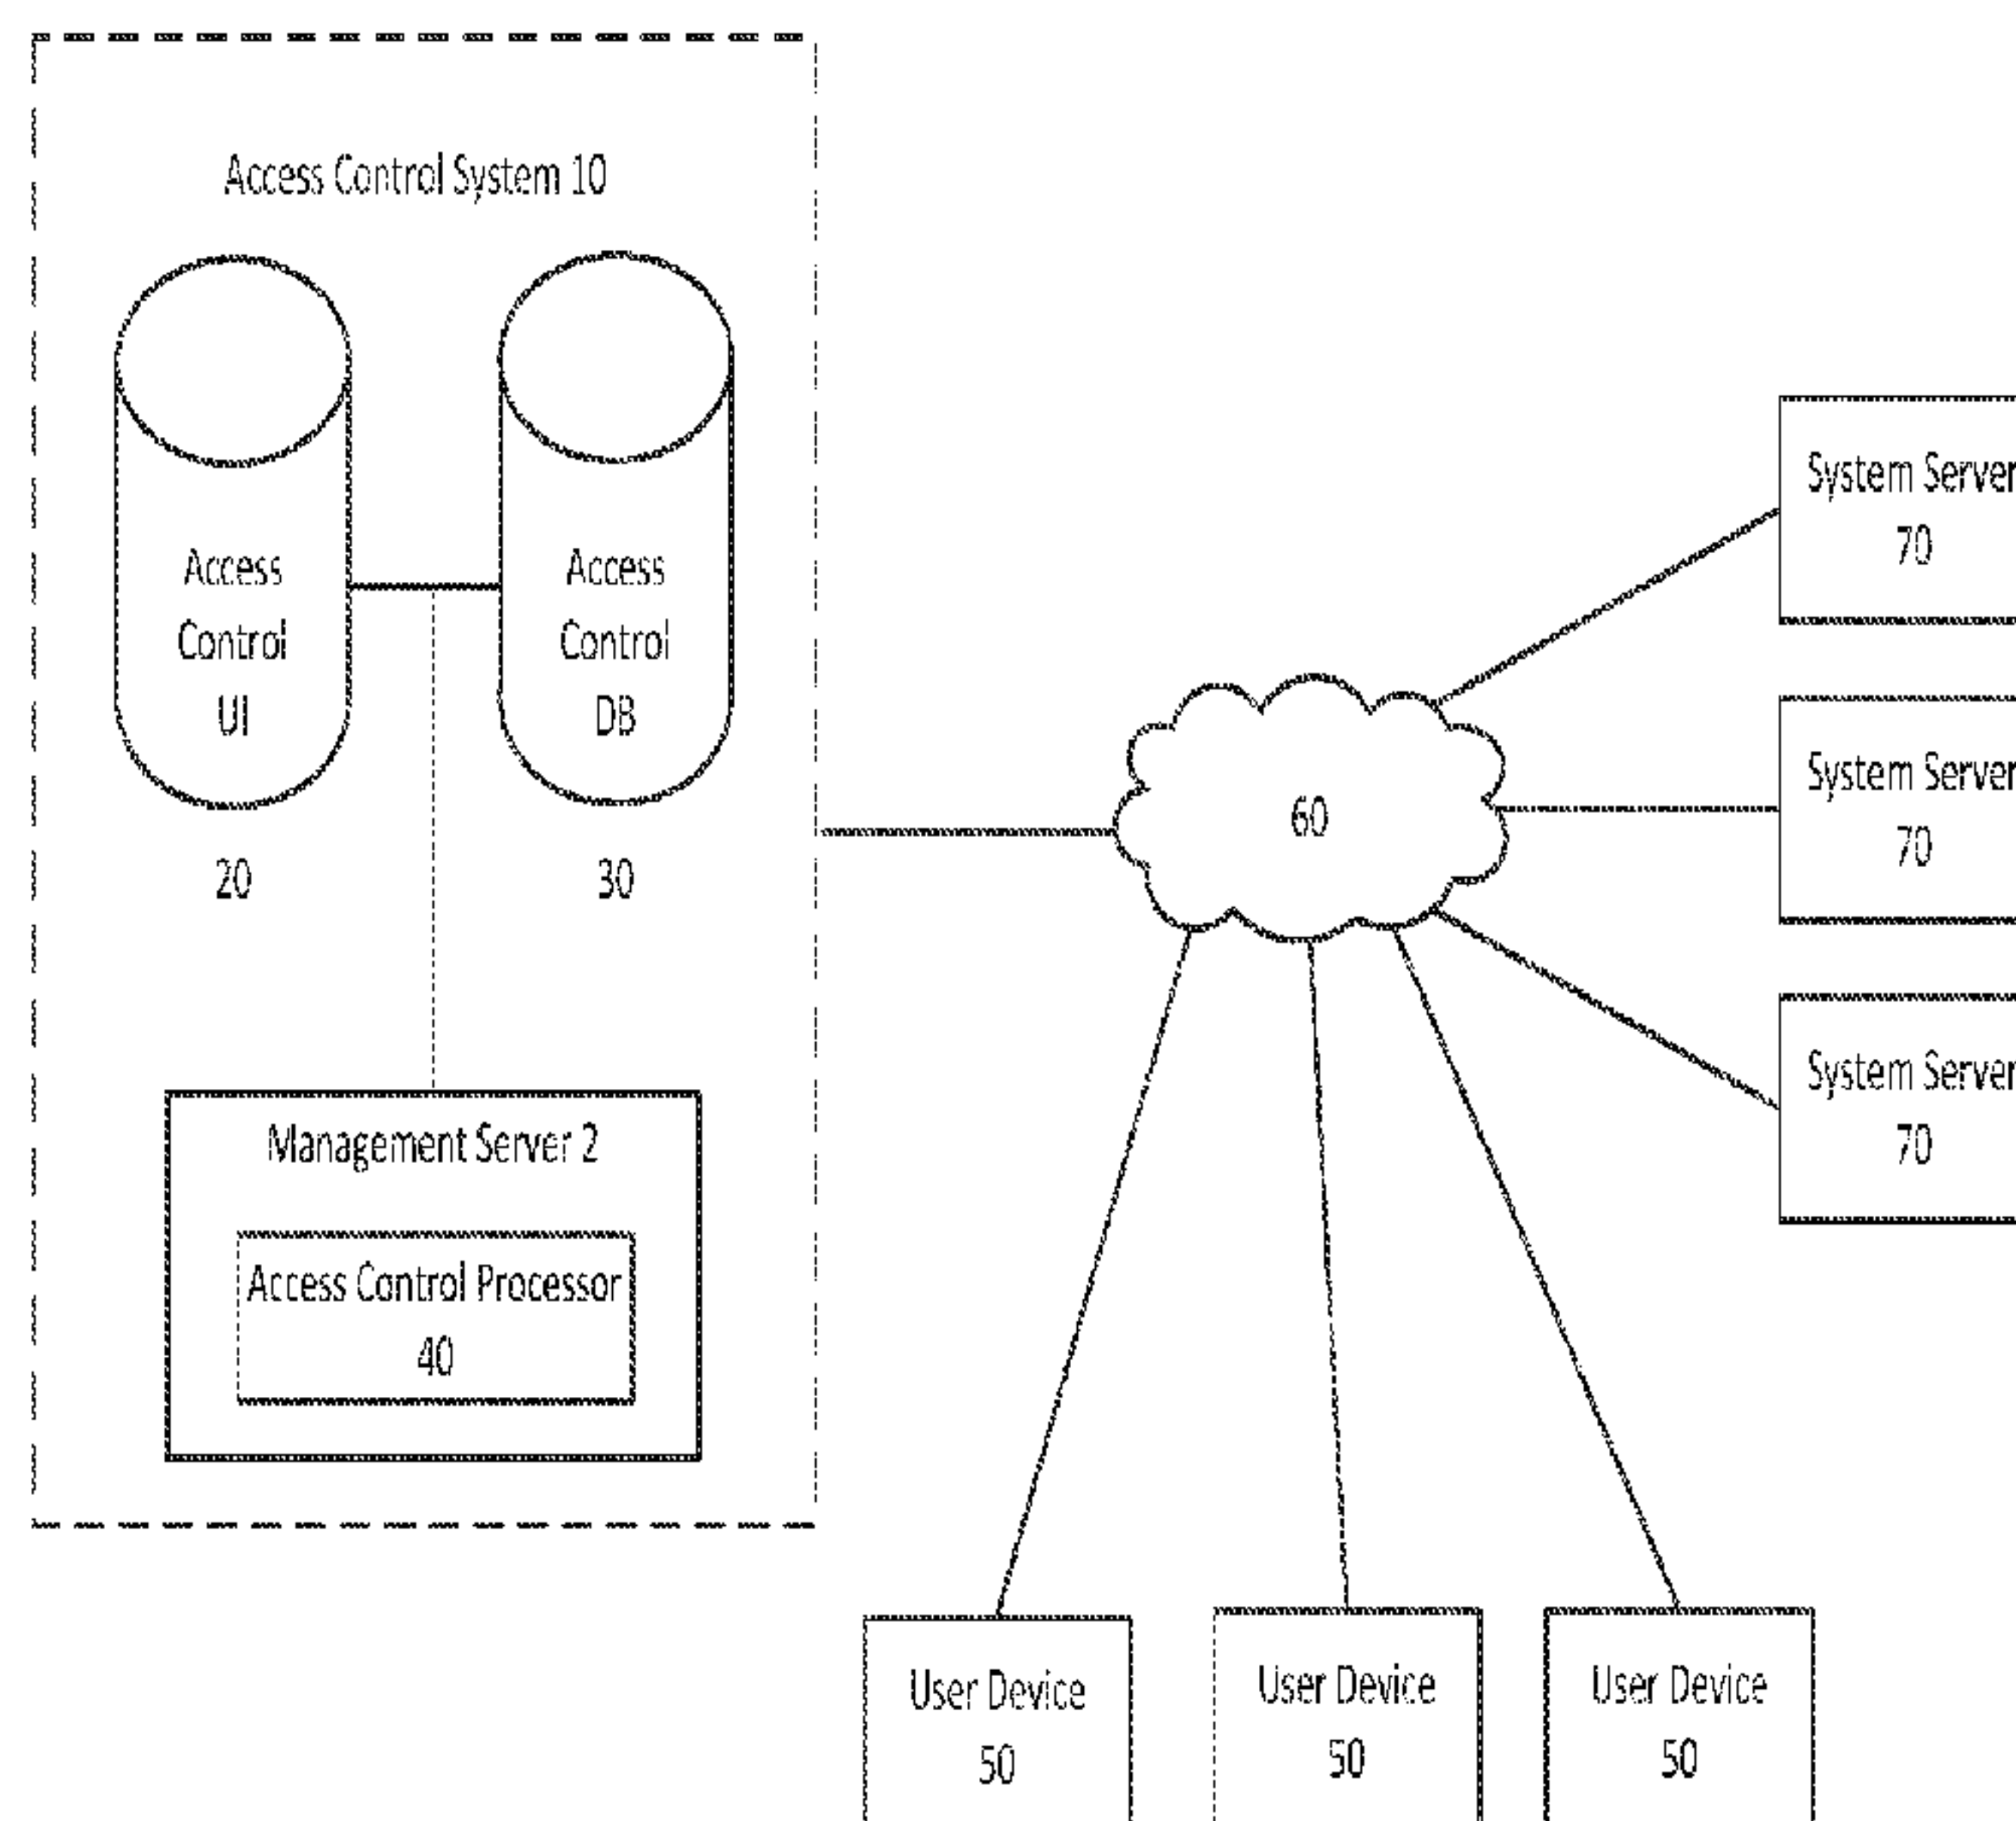 Access Control System 10
Access
Control
UI
20
Access
Control
DB
30
Management Server 2
Access Control Processor
40
60
System Server
70
System Server
70
System Server
70
User Device
50
User Device
50
User Device
50